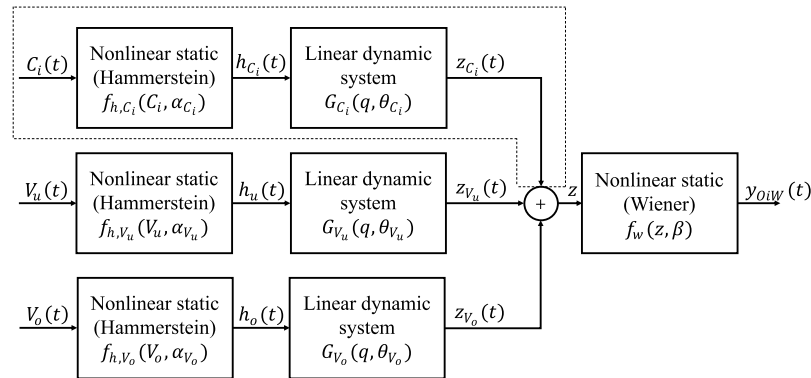 C_i(t)
Nonlinear static
(Hammerstein)
f_{h,C_i}(C_i, α_{C_i})
h_{C_i}(t)
Linear dynamic
system
G_{C_i}(q, θ_{C_i})
z_{C_i}(t)
V_u(t)
Nonlinear static
(Hammerstein)
f_{h,V_u}(V_u, α_{V_u})
h_u(t)
Linear dynamic
system
G_{V_u}(q, θ_{V_u})
z_{V_u}(t)
+
z
Nonlinear static
(Wiener)
f_w(z, β)
y_{OiW}(t)
V_o(t)
Nonlinear static
(Hammerstein)
f_{h,V_o}(V_o, α_{V_o})
h_o(t)
Linear dynamic
system
G_{V_o}(q, θ_{V_o})
z_{V_o}(t)